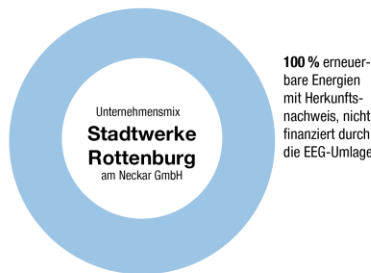 Unternehmensmix
Stadtwerke
Rottenburg
am Neckar GmbH
100 % erneuer-
bare Energien
mit Herkunfts-
nachweis, nicht
finanziert durch
die EEG-Umlage